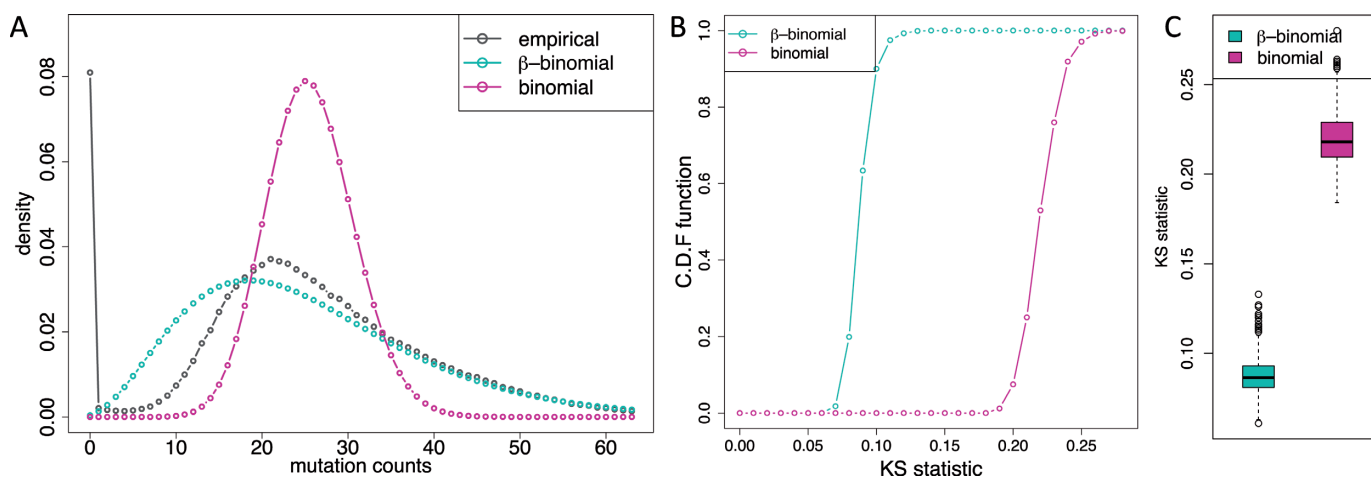 A
empirical
β−binomial
binomial
density
0.08
0.06
0.04
0.02
0.00
0
10
20
30
40
50
60
mutation counts
B
β−binomial
binomial
C.D.F function
1.0
0.8
0.6
0.4
0.2
0.0
0.00
0.05
0.10
0.15
0.20
0.25
KS statistic
C
β−binomial
binomial
KS statistic
0.25
0.20
0.15
0.10